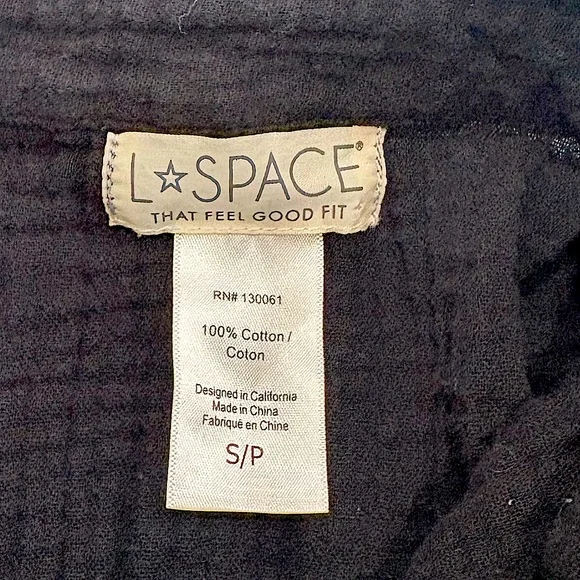 L☆SPACE®
THAT FEEL GOOD FIT
RN# 130061
100% Cotton /
Coton
Designed in California
Made in China
Fabriqué en Chine
S/P